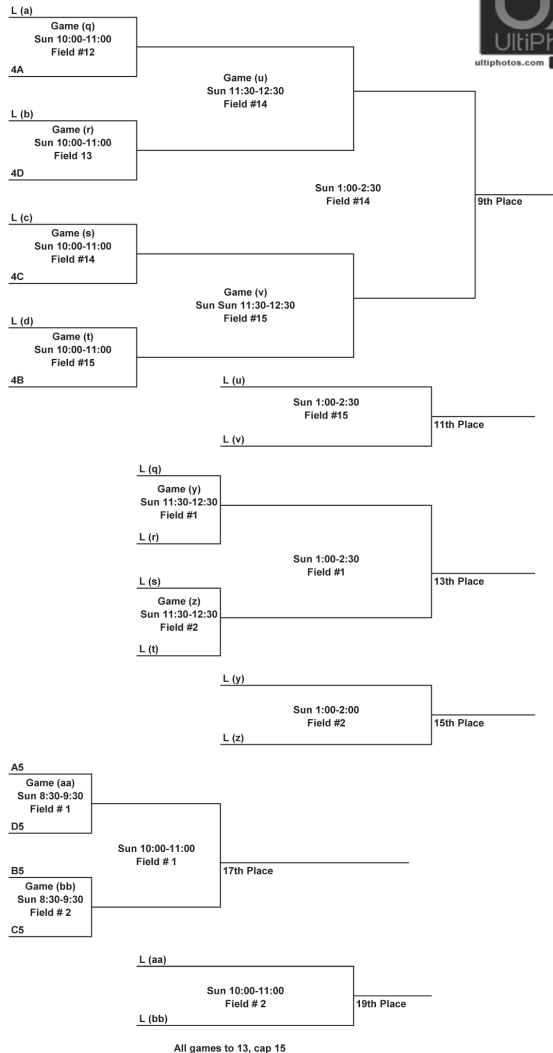 L (a)
Game (q)
Sun 10:00-11:00
Field #12
4A
Game (u)
Sun 11:30-12:30
Field #14
L (b)
Game (r)
Sun 10:00-11:00
Field 13
4D
Sun 1:00-2:30
Field #14
9th Place
L (c)
Game (s)
Sun 10:00-11:00
Field #14
4C
Game (v)
Sun Sun 11:30-12:30
Field #15
L (d)
Game (t)
Sun 10:00-11:00
Field #15
4B
L (u)
Sun 1:00-2:30
Field #15
11th Place
L (v)
L (q)
Game (y)
Sun 11:30-12:30
Field #1
L (r)
Sun 1:00-2:30
Field #1
13th Place
L (s)
Game (z)
Sun 11:30-12:30
Field #2
L (t)
L (y)
Sun 1:00-2:00
Field #2
15th Place
L (z)
A5
Game (aa)
Sun 8:30-9:30
Field # 1
D5
Sun 10:00-11:00
Field # 1
17th Place
B5
Game (bb)
Sun 8:30-9:30
Field # 2
C5
L (aa)
Sun 10:00-11:00
Field # 2
19th Place
L (bb)
All games to 13, cap 15
ultiphotos.com